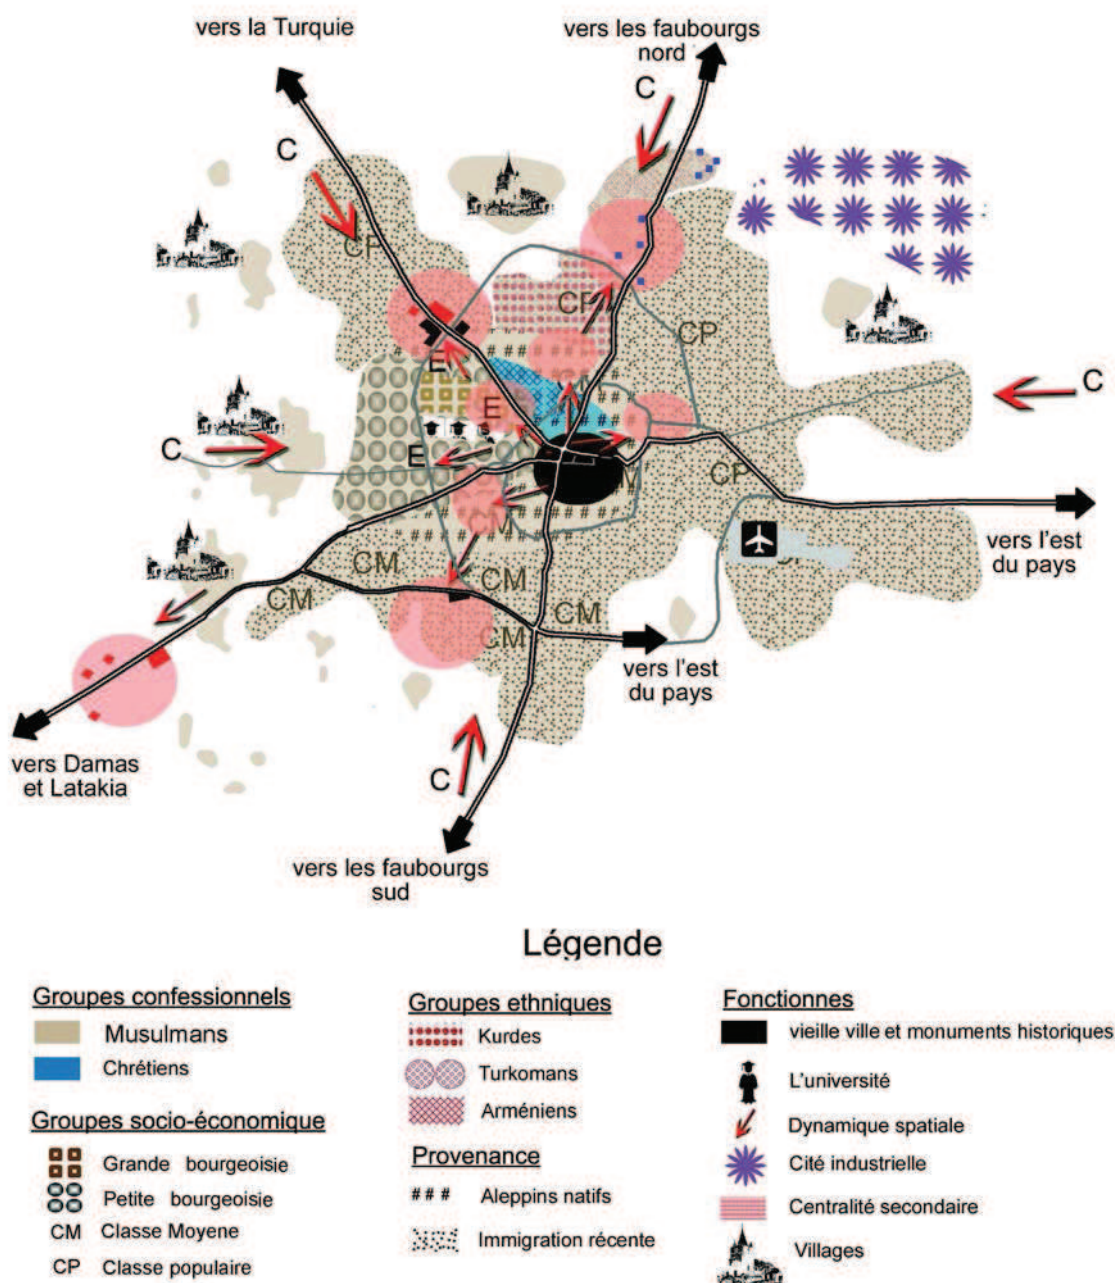 vers la Turquie
vers les faubourgs
nord
C
C
CP
CP
CP
C
E
E
C
E
CM
CP
vers l'est
du pays
CM
CM
CM
CM
CM
vers l'est
du pays
vers Damas
et Latakia
C
vers les faubourgs
sud
Légende
Groupes confessionnels
Musulmans
Chrétiens
Groupes socio-économique
Grande bourgeoisie
Petite bourgeoisie
CM Classe Moyene
CP Classe populaire
Groupes ethniques
Kurdes
Turkomans
Arméniens
Provenance
# # # Aleppins natifs
Immigration récente
Fonctionnes
vieille ville et monuments historiques
L'université
Dynamique spatiale
Cité industrielle
Centralité secondaire
Villages